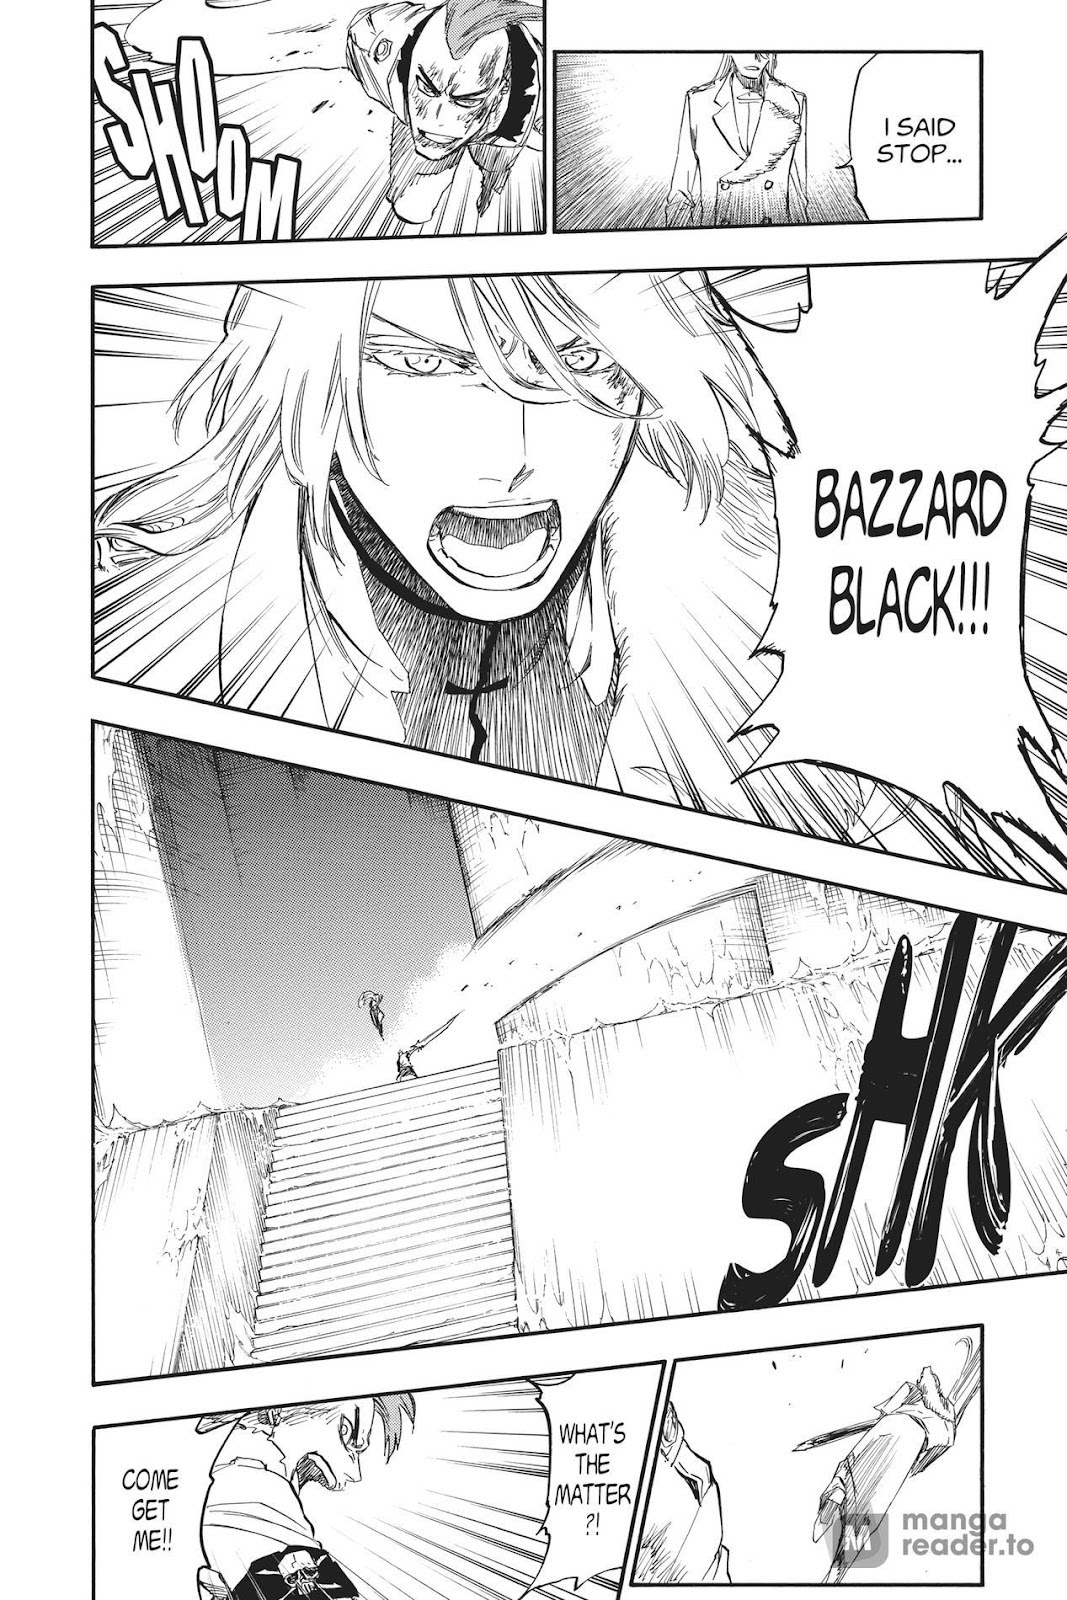 I SAID
STOP...
SHOOM
BAZZARD
BLACK!!!
SHK
WHAT'S
THE
MATTER
?!
COME
GET
ME!!
M
manga
reader.to